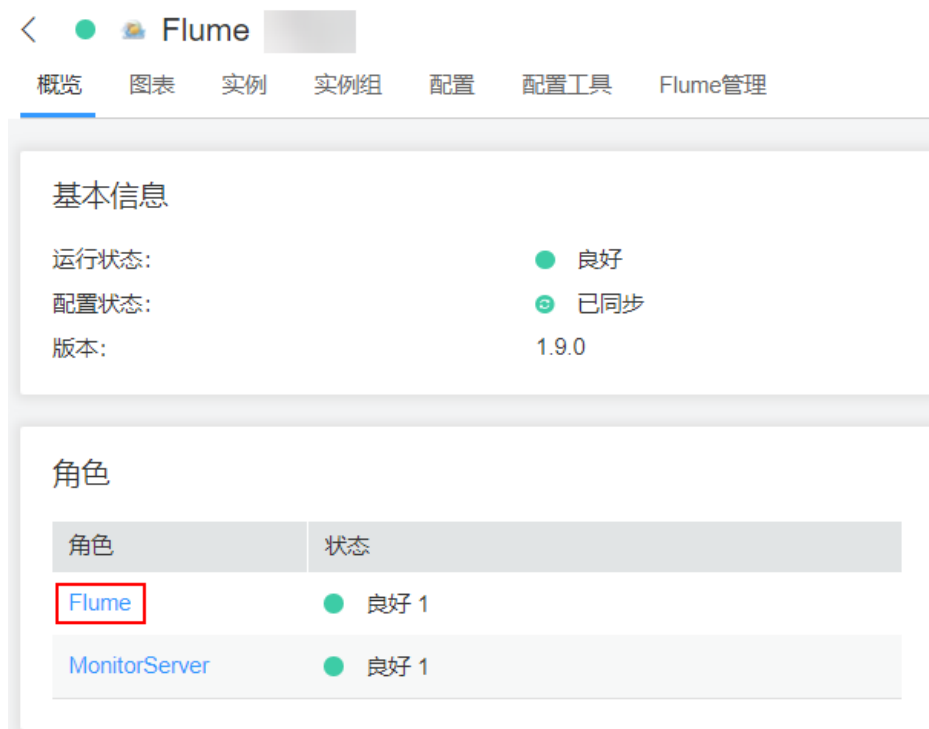 Flume
概览 图表 实例 实例组 配置 配置工具 Flume管理
基本信息
运行状态: 良好
配置状态: 已同步
版本: 1.9.0
角色
角色 状态
Flume 良好 1
MonitorServer 良好 1